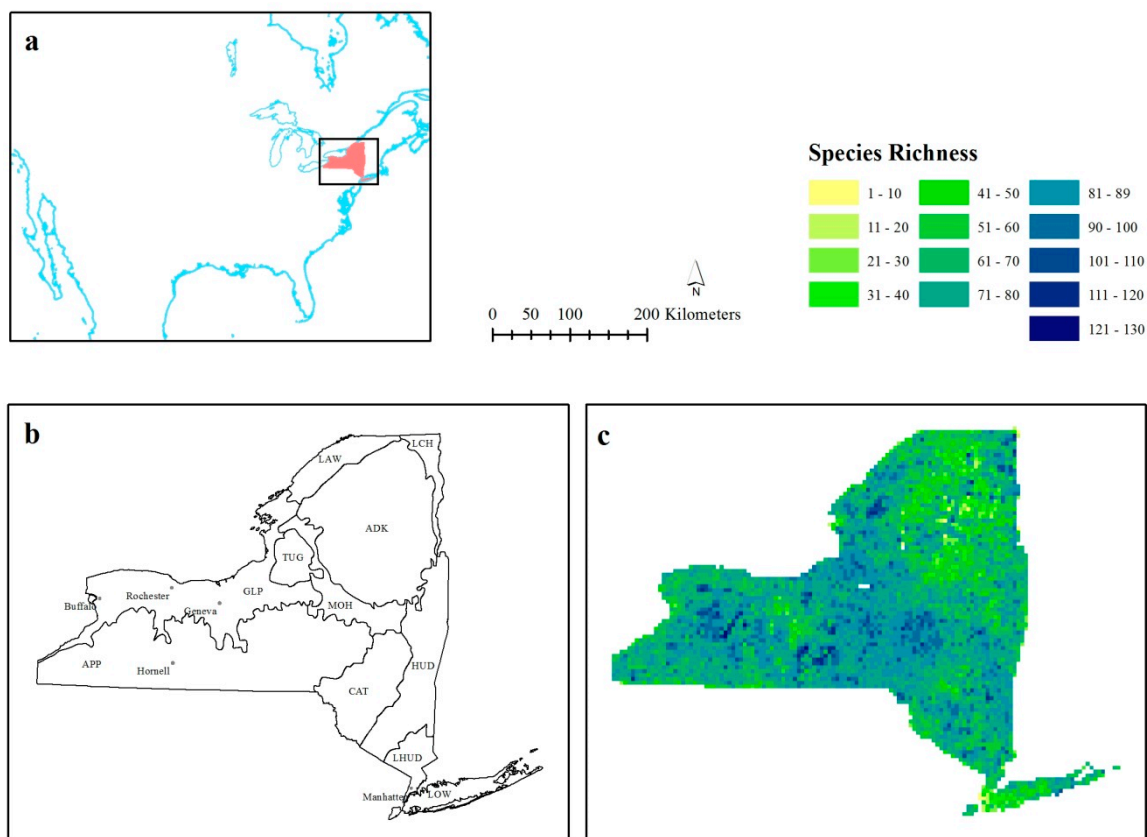 a
N
0 50 100 200 Kilometers
Species Richness
1 - 10
11 - 20
21 - 30
31 - 40
41 - 50
51 - 60
61 - 70
71 - 80
81 - 89
90 - 100
101 - 110
111 - 120
121 - 130
b
LCH
LAW
ADK
TUG
Rochester
Buffalo
GLP
Geneva
MOH
APP
Hornell
HUD
CAT
LHUD
Manhatten
LOW
c